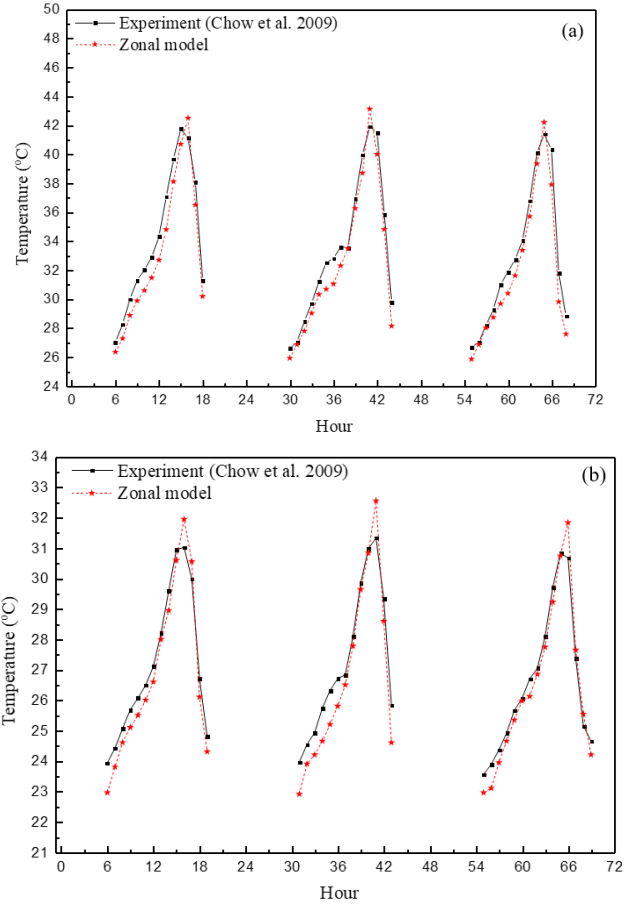 50
48
46
44
42
40
38
36
34
32
30
28
26
24
Temperature (°C)
Experiment (Chow et al. 2009)
Zonal model
(a)
0 6 12 18 24 30 36 42 48 54 60 66 72
Hour
34
33
32
31
30
29
28
27
26
25
24
23
22
21
Temperature (°C)
Experiment (Chow et al. 2009)
Zonal model
(b)
0 6 12 18 24 30 36 42 48 54 60 66 72
Hour